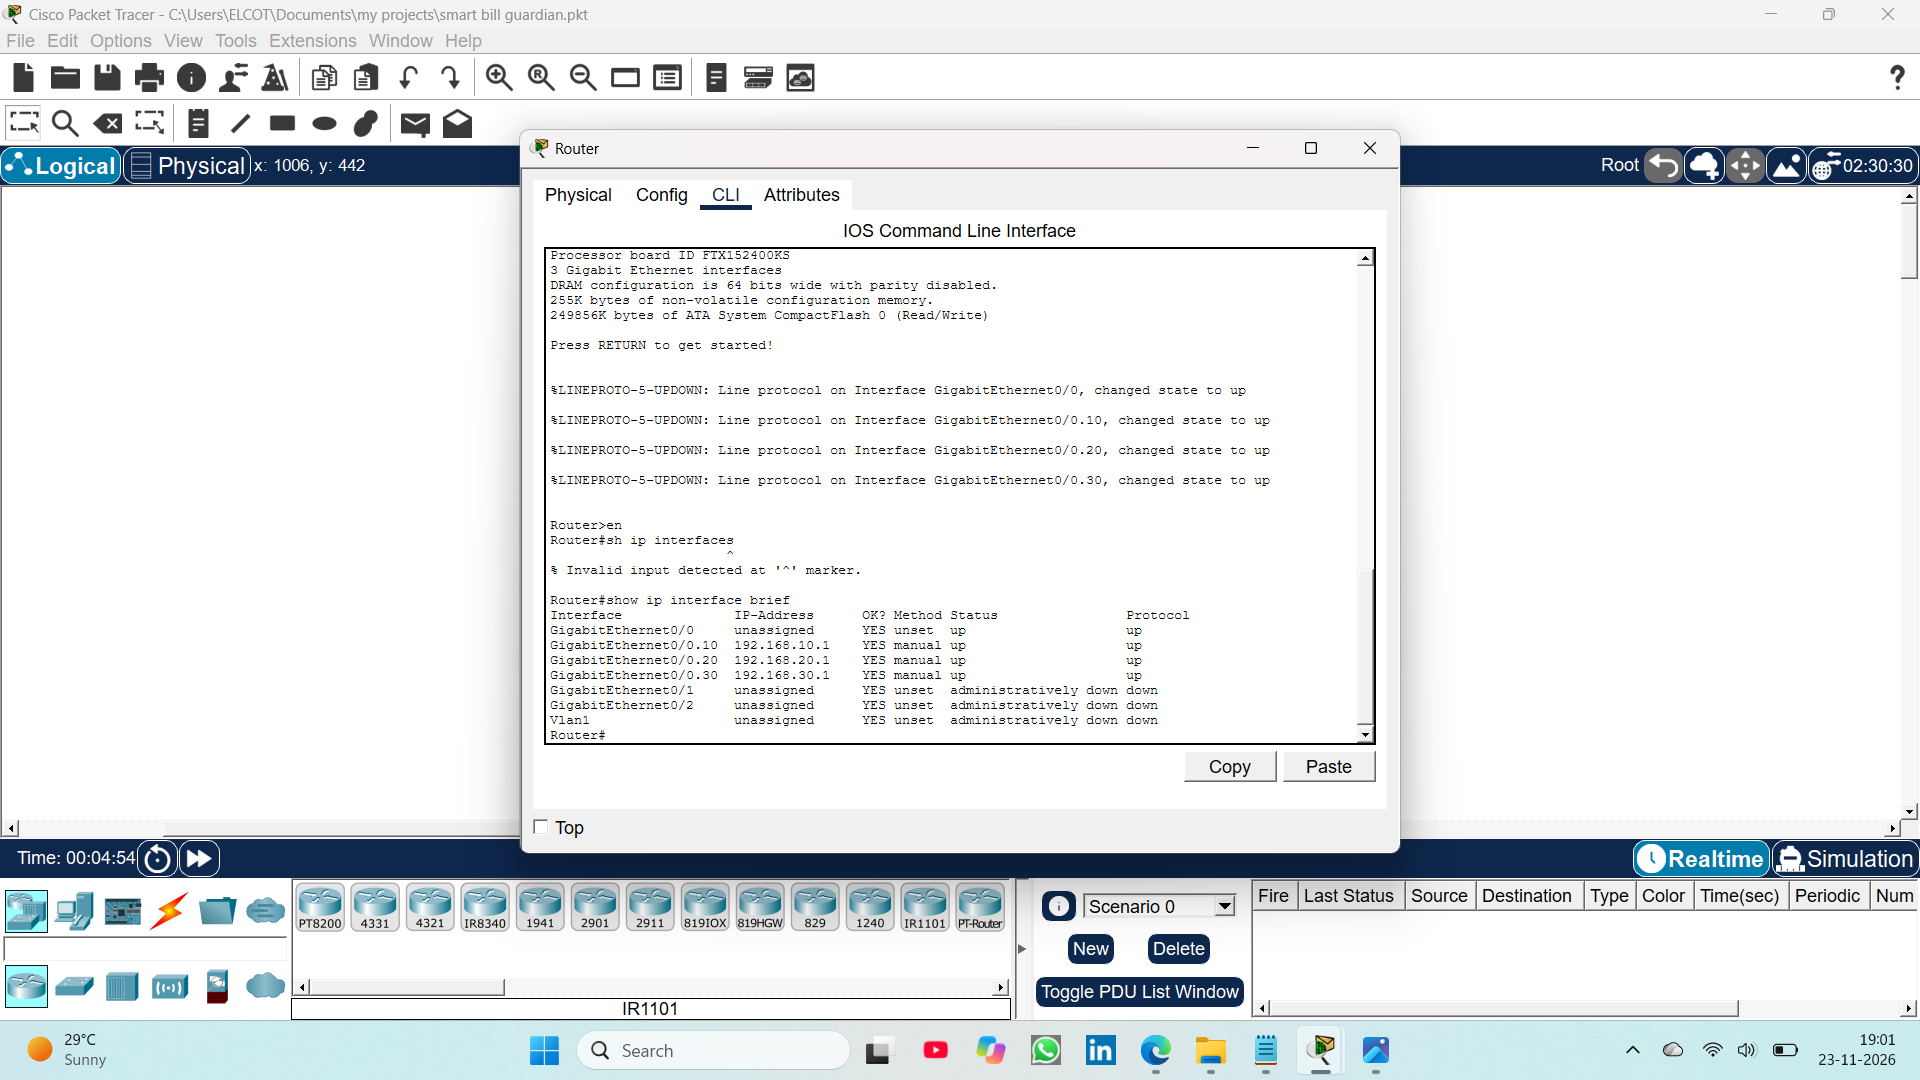 Cisco Packet Tracer - C:\Users\ELCOT\Documents\my projects\smart bill guardian.pkt
File Edit Options View Tools Extensions Window Help
?
Logical Physical x: 1006, y: 442 Root 02:30:30
Router
Physical Config CLI Attributes
IOS Command Line Interface
Processor board ID FTX152400KS
3 Gigabit Ethernet interfaces
DRAM configuration is 64 bits wide with parity disabled.
255K bytes of non-volatile configuration memory.
249856K bytes of ATA System CompactFlash 0 (Read/Write)
Press RETURN to get started!
%LINEPROTO-5-UPDOWN: Line protocol on Interface GigabitEthernet0/0, changed state to up
%LINEPROTO-5-UPDOWN: Line protocol on Interface GigabitEthernet0/0.10, changed state to up
%LINEPROTO-5-UPDOWN: Line protocol on Interface GigabitEthernet0/0.20, changed state to up
%LINEPROTO-5-UPDOWN: Line protocol on Interface GigabitEthernet0/0.30, changed state to up
Router>en
Router#sh ip interfaces
^
% Invalid input detected at '^' marker.
Router#show ip interface brief
Interface IP-Address OK? Method Status Protocol
GigabitEthernet0/0 unassigned YES unset up up
GigabitEthernet0/0.10 192.168.10.1 YES manual up up
GigabitEthernet0/0.20 192.168.20.1 YES manual up up
GigabitEthernet0/0.30 192.168.30.1 YES manual up up
GigabitEthernet0/1 unassigned YES unset administratively down down
GigabitEthernet0/2 unassigned YES unset administratively down down
Vlan1 unassigned YES unset administratively down down
Router#
Copy Paste
Top
Time: 00:04:54 Realtime Simulation
PT8200 4331 4321 IR8340 1941 2901 2911 819IOX 819HGW 829 1240 IR1101 PT-Router
IR1101
Scenario 0
New Delete
Toggle PDU List Window
Fire Last Status Source Destination Type Color Time(sec) Periodic Num
29°C
Sunny
Search
19:01
23-11-2026